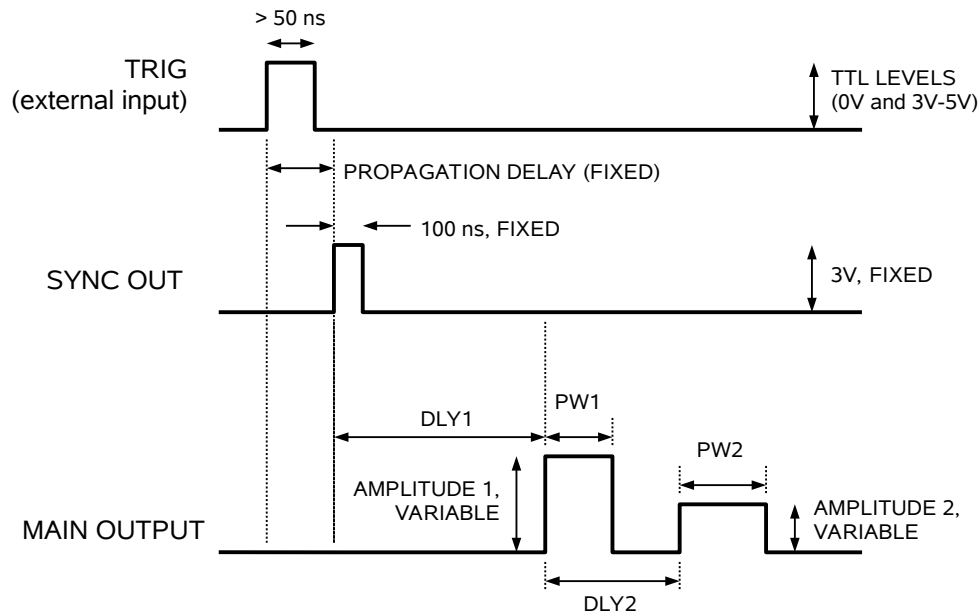 > 50 ns
TRIG
(external input)
TTL LEVELS
(0V and 3V-5V)
PROPAGATION DELAY (FIXED)
100 ns, FIXED
SYNC OUT
3V, FIXED
DLY1
PW1
PW2
AMPLITUDE 1,
VARIABLE
AMPLITUDE 2,
VARIABLE
MAIN OUTPUT
DLY2